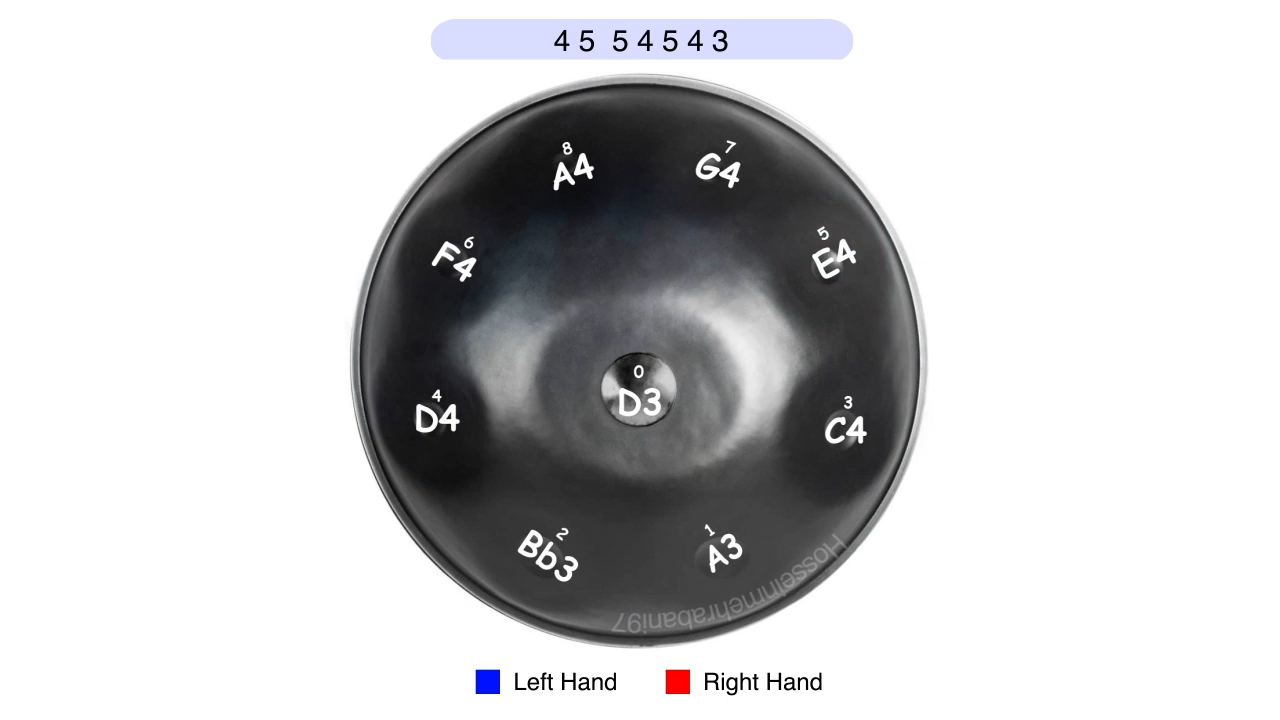 4 5  5 4 5 4 3
8
A4
7
G4
6
F4
5
E4
0
D3
4
D4
3
C4
2
Bb3
1
A3
Hosseinmehrabani97
Left Hand
Right Hand